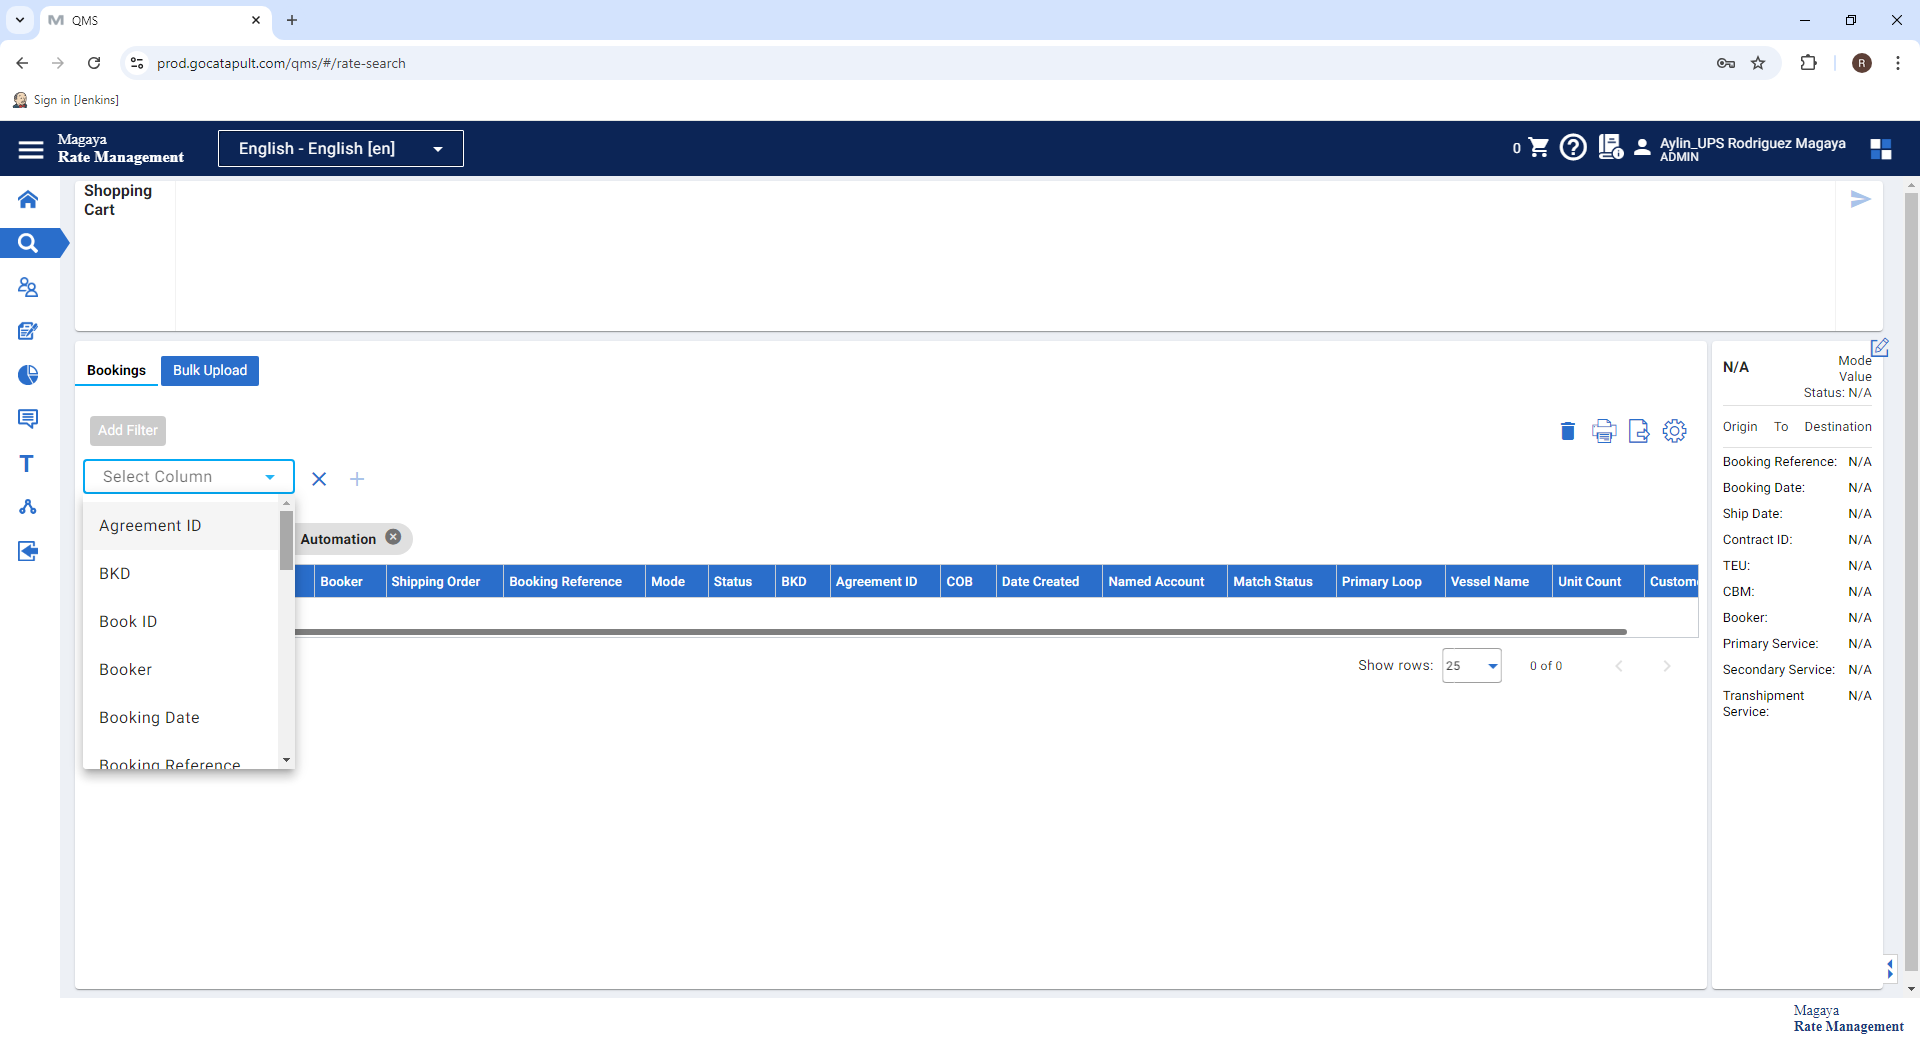 QMS
prod.gocatapult.com/qms/#/rate-search
R
Sign in [Jenkins]
Magaya
Rate Management
English - English [en]
0
Aylin_UPS Rodriguez Magaya
ADMIN
Shopping
Cart
Bookings
Bulk Upload
Add Filter
Select Column
Agreement ID
BKD
Book ID
Booker
Booking Date
Booking Reference
Automation
Booker Shipping Order Booking Reference Mode Status BKD Agreement ID COB Date Created Named Account Match Status Primary Loop Vessel Name Unit Count Custome
Show rows: 25 0 of 0
N/A
Mode
Value
Status: N/A
Origin To Destination
Booking Reference: N/A
Booking Date: N/A
Ship Date: N/A
Contract ID: N/A
TEU: N/A
CBM: N/A
Booker: N/A
Primary Service: N/A
Secondary Service: N/A
Transhipment N/A
Service:
T
Magaya
Rate Management